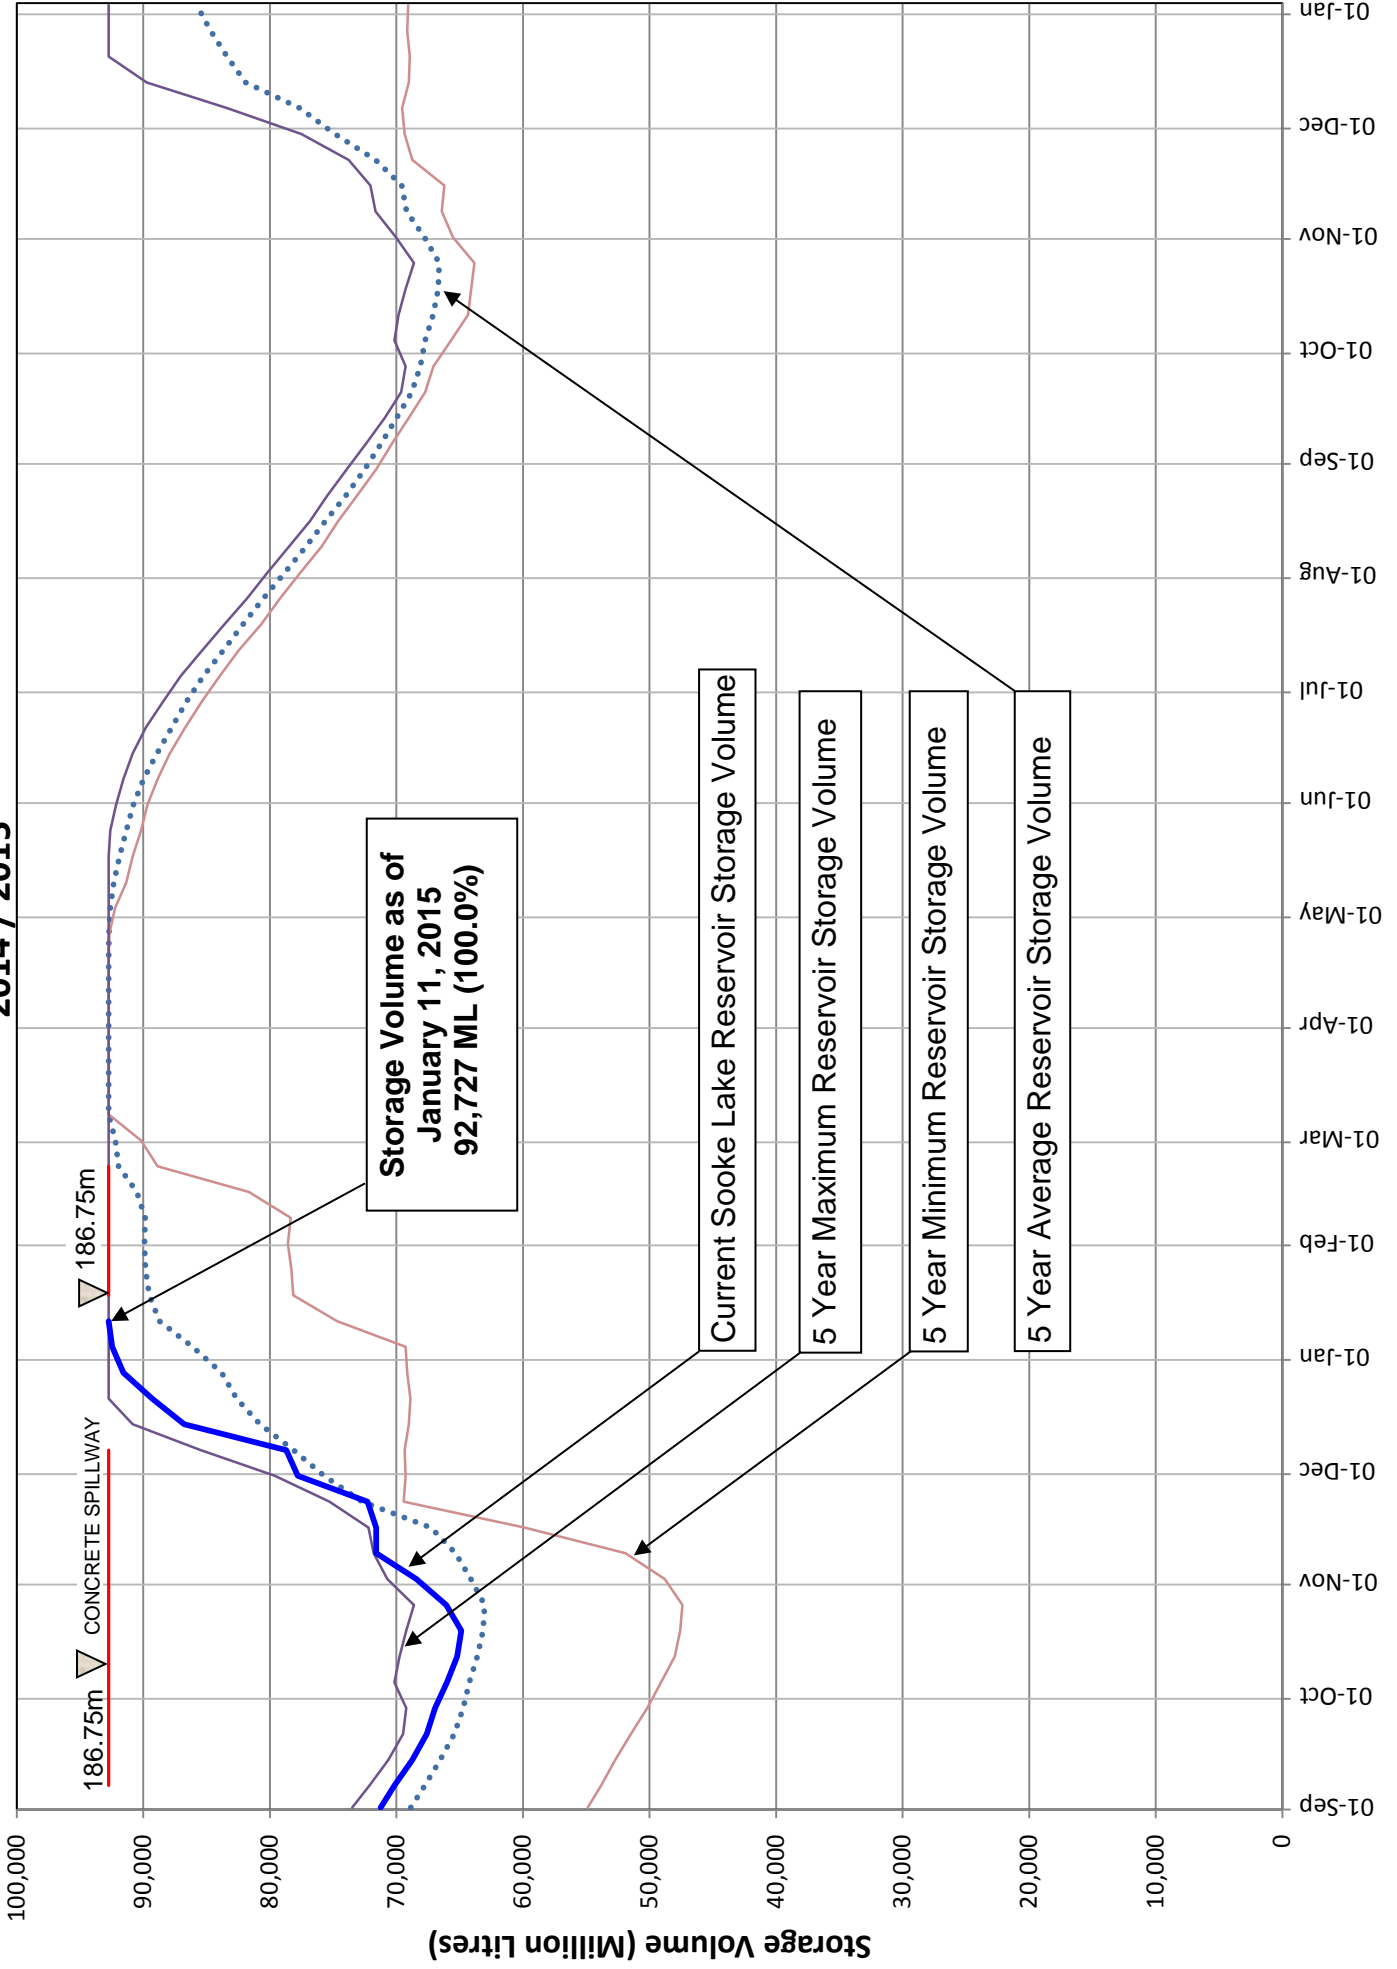 2014 / 2015
100,000
90,000
80,000
70,000
60,000
50,000
40,000
30,000
20,000
10,000
0
Storage Volume (Million Litres)
186.75m
CONCRETE SPILLWAY
186.75m
Storage Volume as of
January 11, 2015
92,727 ML (100.0%)
Current Sooke Lake Reservoir Storage Volume
5 Year Maximum Reservoir Storage Volume
5 Year Minimum Reservoir Storage Volume
5 Year Average Reservoir Storage Volume
01-Sep
01-Oct
01-Nov
01-Dec
01-Jan
01-Feb
01-Mar
01-Apr
01-May
01-Jun
01-Jul
01-Aug
01-Sep
01-Oct
01-Nov
01-Dec
01-Jan